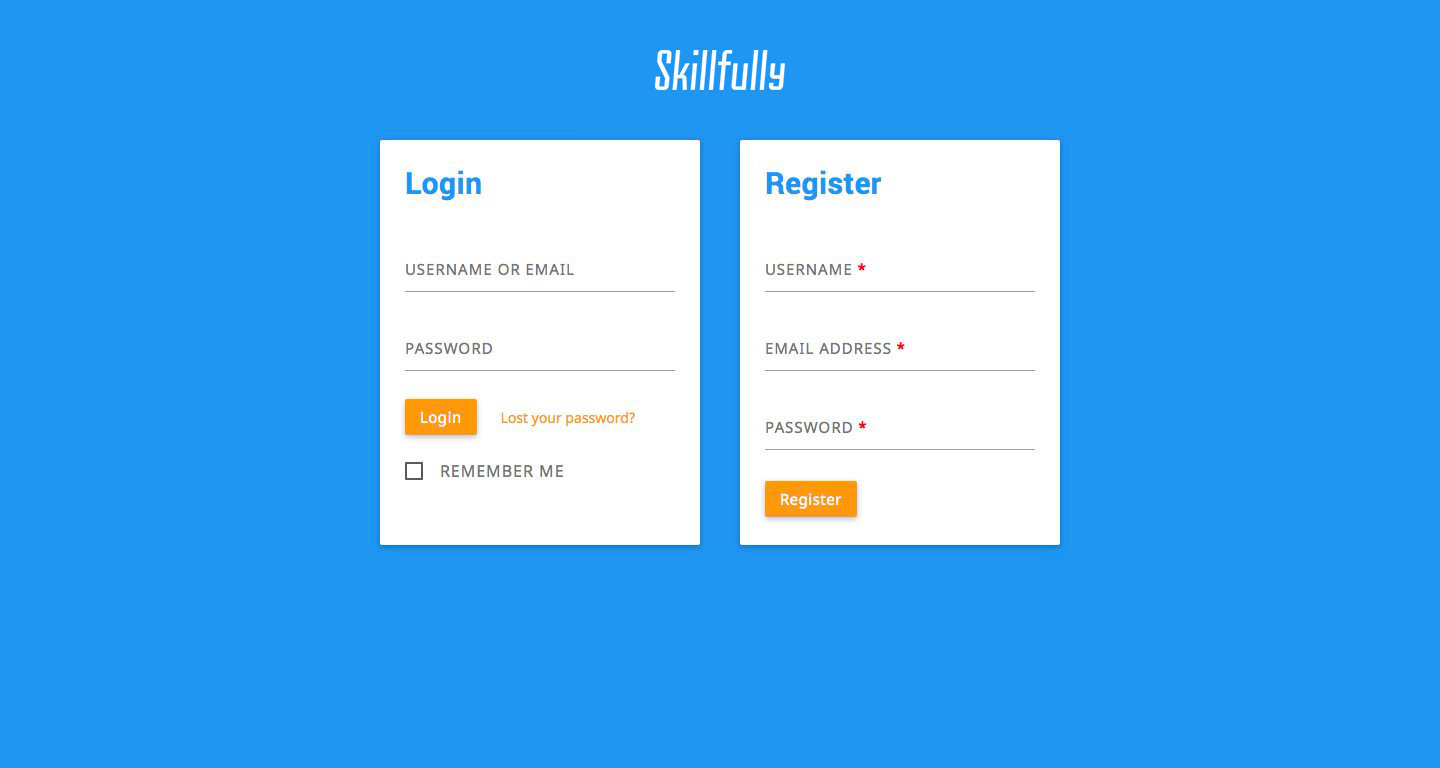 Skillfully
Login
USERNAME OR EMAIL
PASSWORD
Login
Lost your password?
REMEMBER ME
Register
USERNAME *
EMAIL ADDRESS *
PASSWORD *
Register